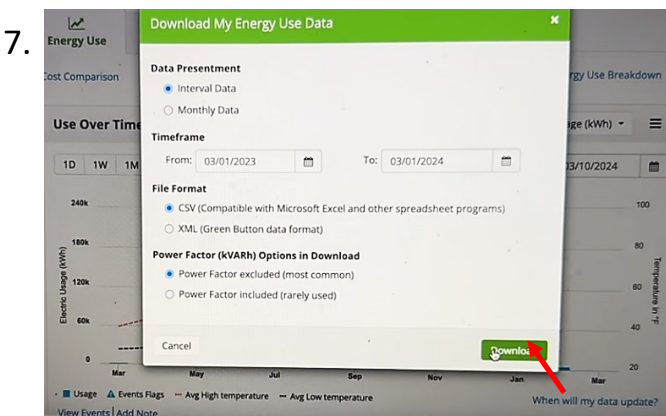 7.
Download My Energy Use Data ×
Energy Use
Cost Comparison
rgy Use Breakdown
Data Presentment
Interval Data
Monthly Data
Use Over Time
ge (kWh)
Timeframe
1D 1W 1M
From: 03/01/2023 To: 03/01/2024
03/10/2024
File Format
CSV (Compatible with Microsoft Excel and other spreadsheet programs)
XML (Green Button data format)
Power Factor (kVARh) Options in Download
Power Factor excluded (most common)
Power Factor included (rarely used)
Cancel Download
240k 100
180k 80
120k 60
60k 40
0 20
Electric Usage (kWh)
Temperature in °F
Mar May Jul Sep Nov Jan Mar
Usage Events Flags Avg High temperature Avg Low temperature
When will my data update?
View Events | Add Note